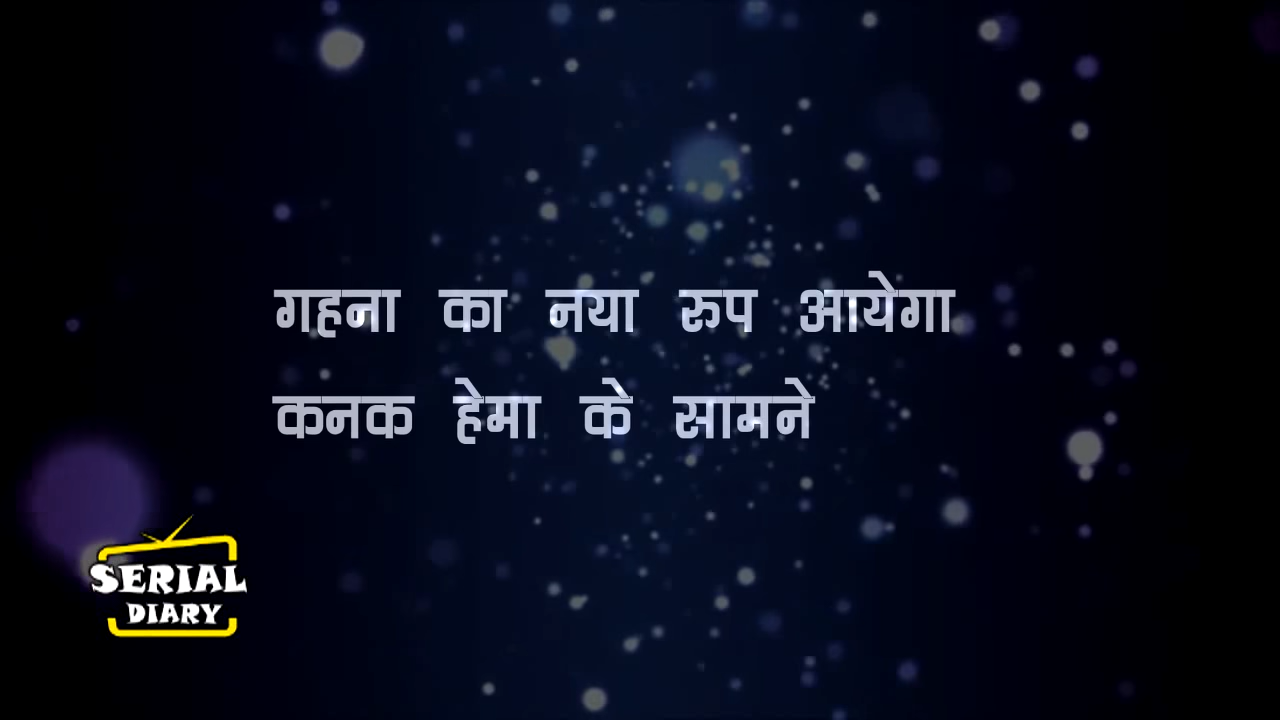 गहना का नया रुप आयेगा
कनक हेमा के सामने
SERIAL
DIARY